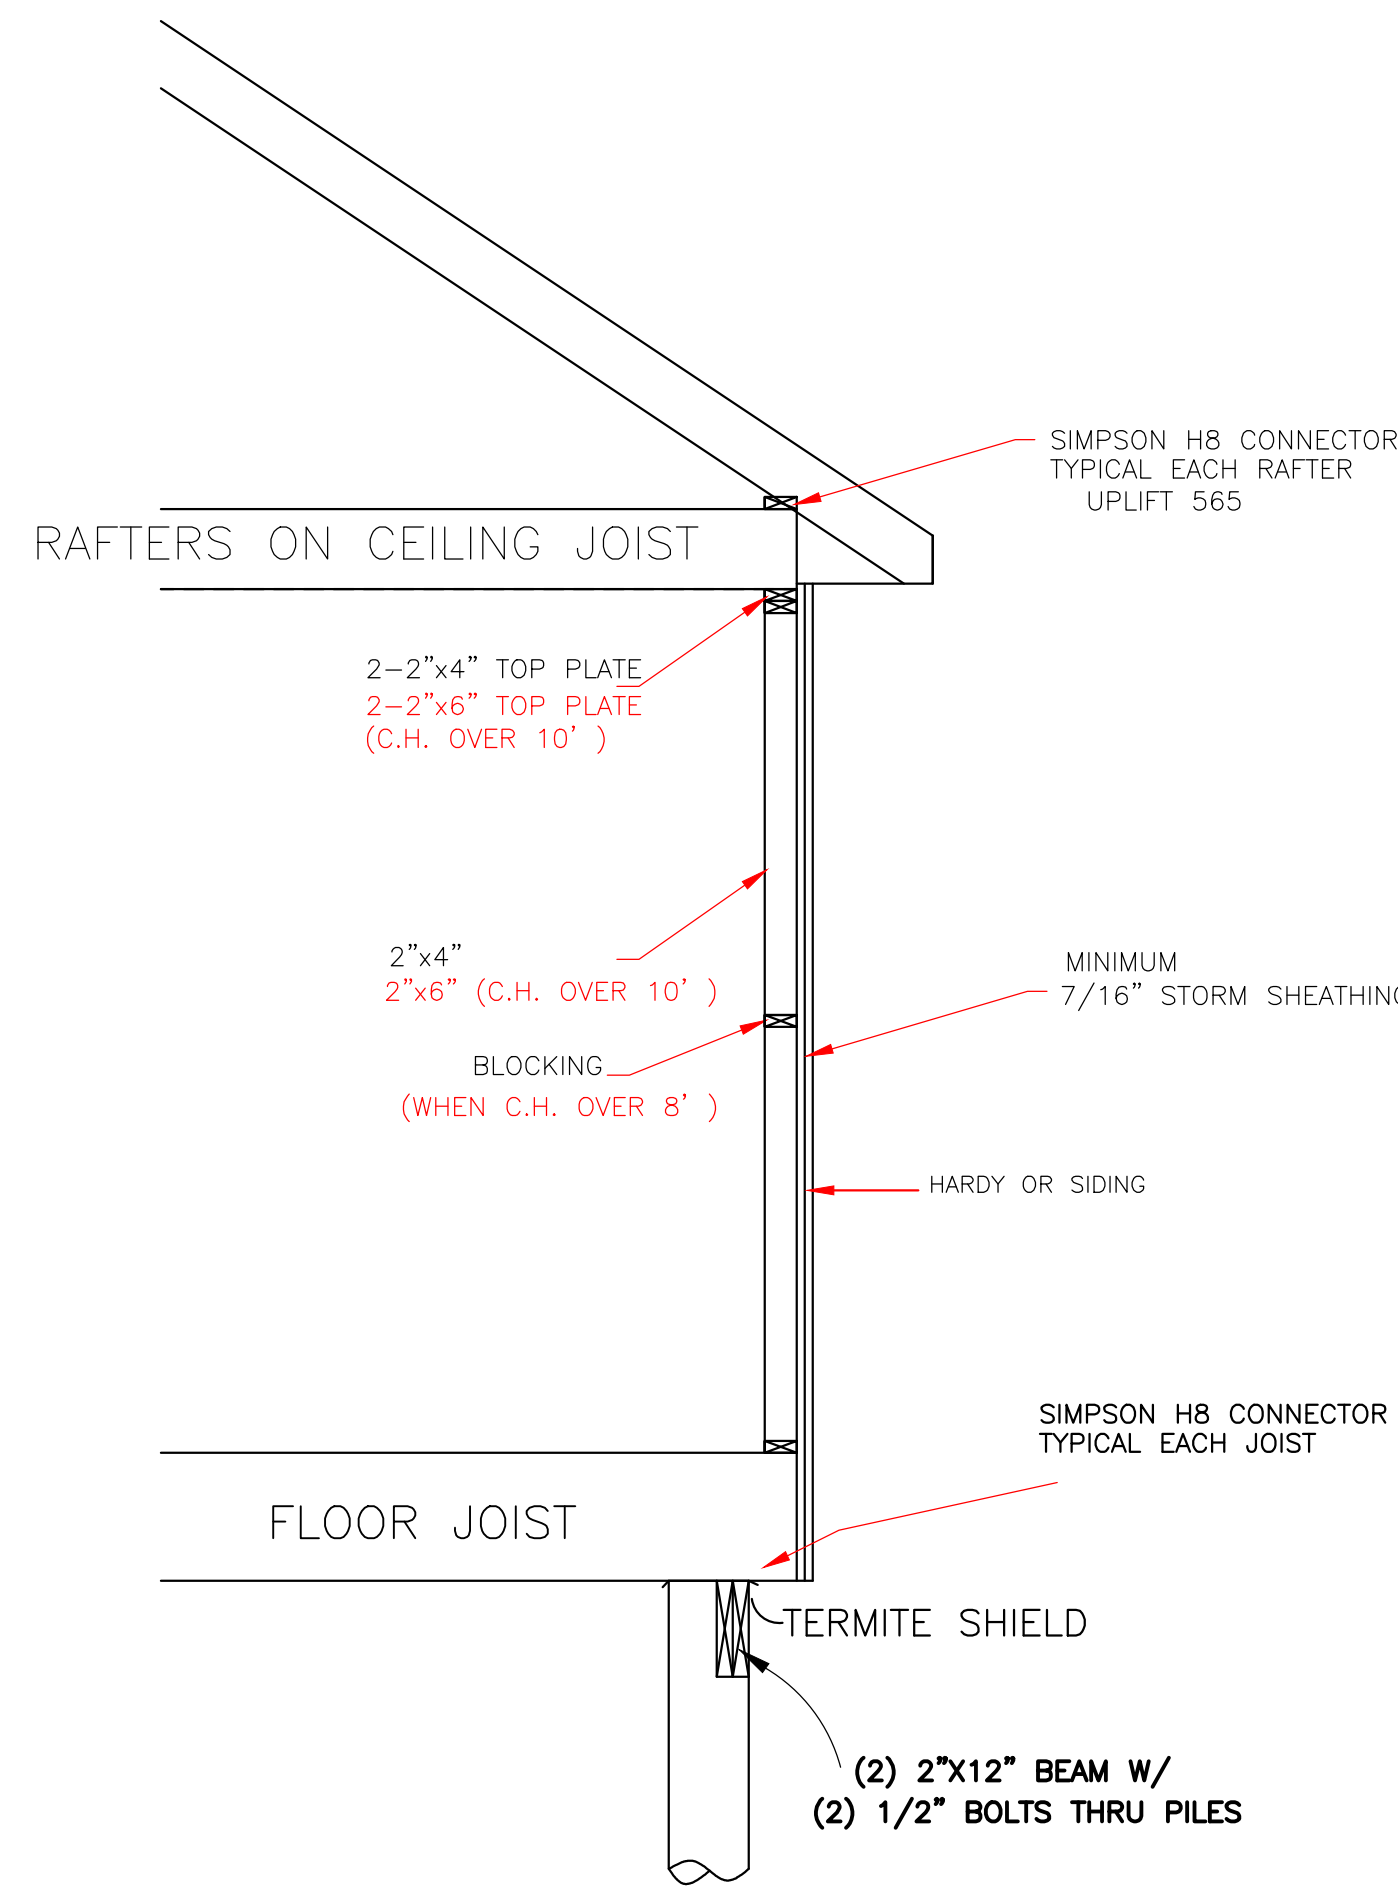 SIMPSON H8 CONNECTOR
TYPICAL EACH RAFTER
UPLIFT 565
RAFTERS ON CEILING JOIST
2-2"x4" TOP PLATE
2-2"x6" TOP PLATE
(C.H. OVER 10' )
2"x4"
2"x6" (C.H. OVER 10' )
MINIMUM
7/16" STORM SHEATHING
BLOCKING
(WHEN C.H. OVER 8' )
HARDY OR SIDING
SIMPSON H8 CONNECTOR
TYPICAL EACH JOIST
FLOOR JOIST
TERMITE SHIELD
(2) 2"X12" BEAM W/
(2) 1/2" BOLTS THRU PILES